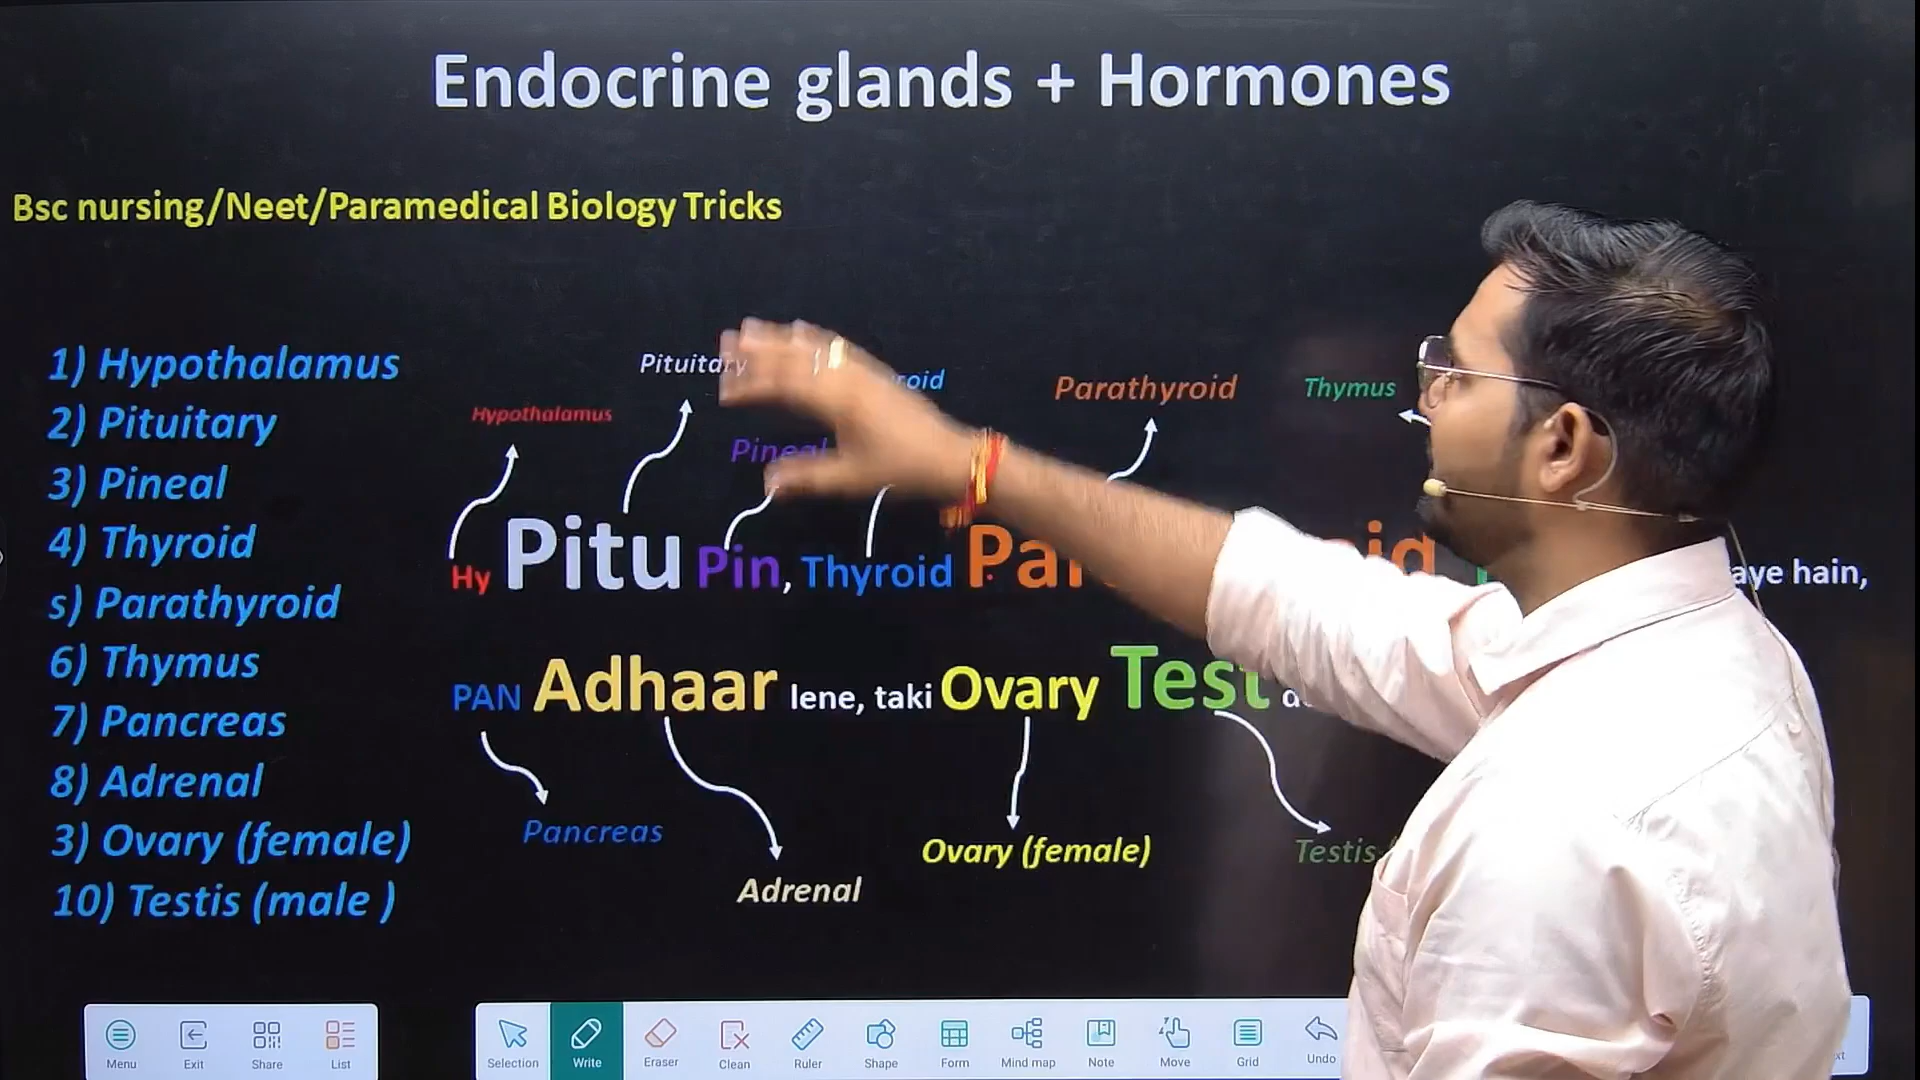 Endocrine glands + Hormones
Bsc nursing/Neet/Paramedical Biology Tricks
1) Hypothalamus
2) Pituitary
3) Pineal
4) Thyroid
s) Parathyroid
6) Thymus
7) Pancreas
8) Adrenal
3) Ovary (female)
10) Testis (male )
Pituitary
Parathyroid
Thymus
Hypothalamus
Pineal
Hy Pitu Pin, Thyroid hain,
PAN Adhaar lene, taki Ovary Test
Pancreas
Ovary (female)
Testis
Adrenal
Menu
Exit
Share
List
Selection
Write
Eraser
Clean
Ruler
Shape
Form
Mind map
Note
Move
Grid
Undo